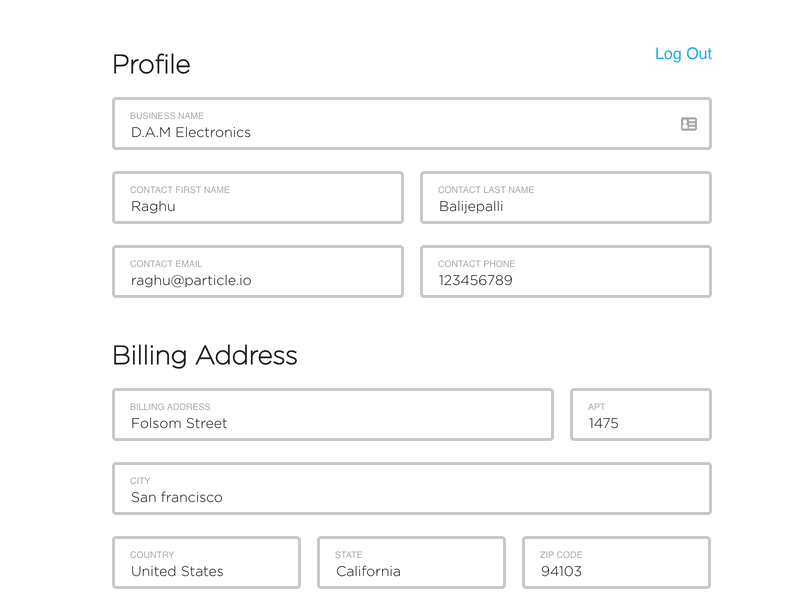 Profile
Log Out
BUSINESS NAME
D.A.M Electronics
CONTACT FIRST NAME
Raghu
CONTACT LAST NAME
Balijepalli
CONTACT EMAIL
raghu@particle.io
CONTACT PHONE
123456789
Billing Address
BILLING ADDRESS
Folsom Street
APT
1475
CITY
San francisco
COUNTRY
United States
STATE
California
ZIP CODE
94103